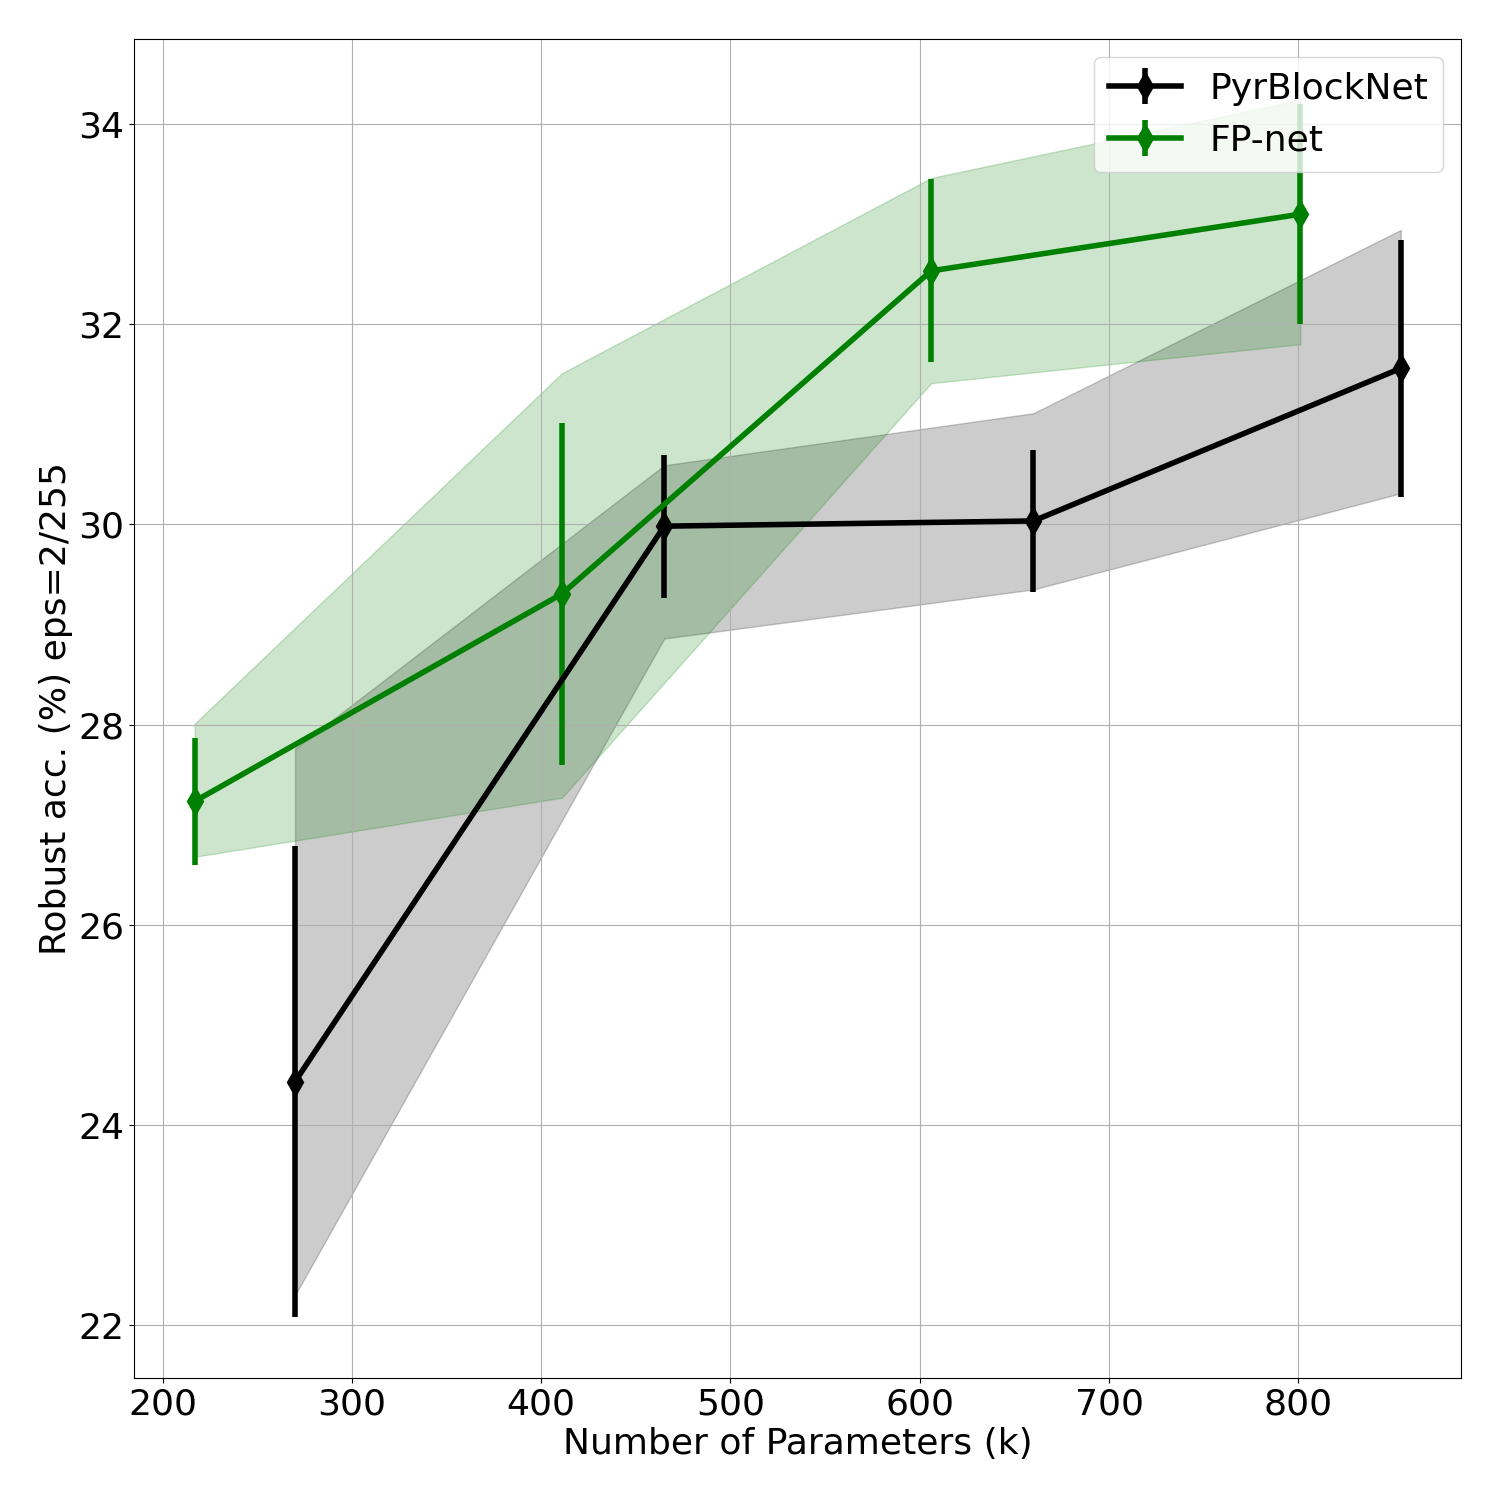 PyrBlockNet
FP-net
34
32
30
28
26
24
22
Robust acc. (%) eps=2/255
200 300 400 500 600 700 800
Number of Parameters (k)